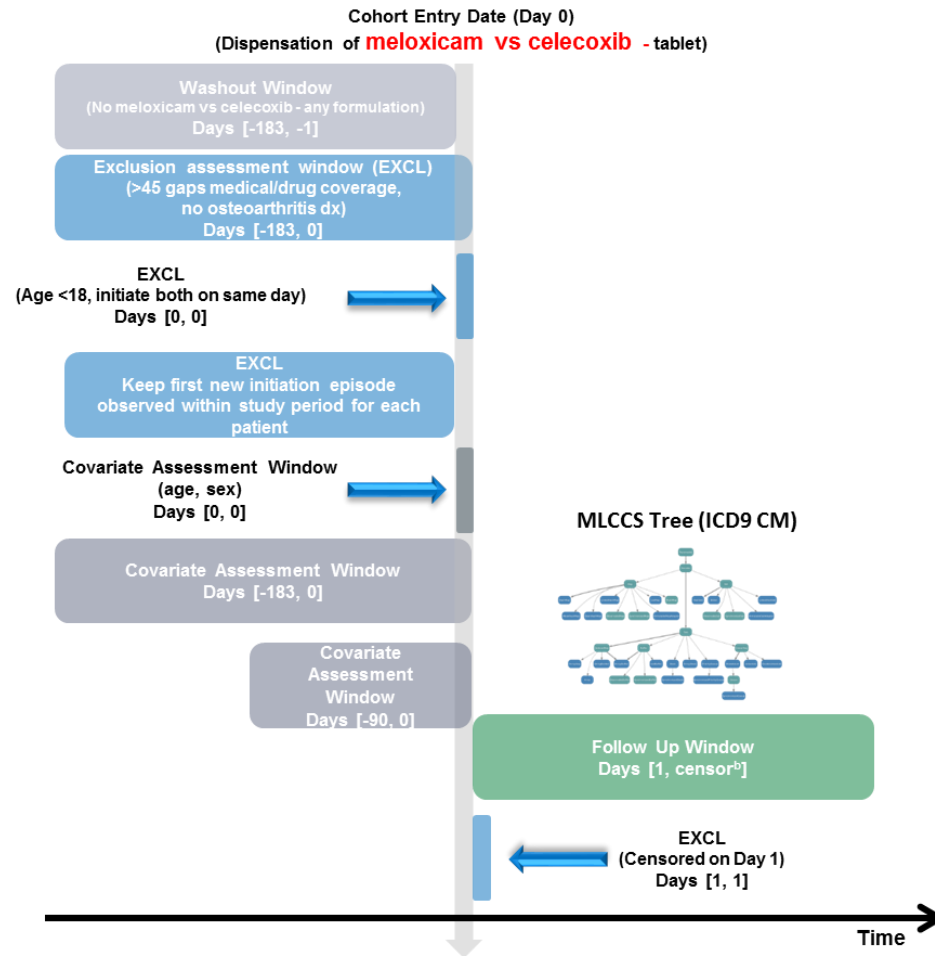 Cohort Entry Date (Day 0)
(Dispensation of meloxicam vs celecoxib - tablet)
Washout Window
(No meloxicam vs celecoxib - any formulation)
Days [-183, -1]
Exclusion assessment window (EXCL)
(>45 gaps medical/drug coverage,
no osteoarthritis dx)
Days [-183, 0]
EXCL
(Age <18, initiate both on same day)
Days [0, 0]
EXCL
Keep first new initiation episode
observed within study period for each
patient
Covariate Assessment Window
(age, sex)
Days [0, 0]
MLCCS Tree (ICD9 CM)
Covariate Assessment Window
Days [-183, 0]
Covariate
Assessment
Window
Days [-90, 0]
Follow Up Window
Days [1, censorᵇ]
EXCL
(Censored on Day 1)
Days [1, 1]
Time